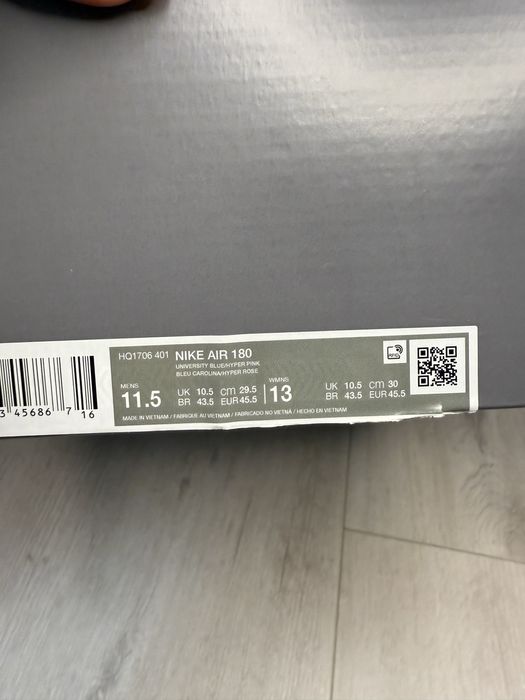 HQ1706 401 NIKE AIR 180
UNIVERSITY BLUE/HYPER PINK
BLEU CAROLINA/HYPER ROSE
RFID
MENS
11.5
UK 10.5 CM 29.5
BR 43.5 EUR 45.5
WMNS
13
UK 10.5 CM 30
BR 43.5 EUR 45.5
MADE IN VIETNAM / FABRIQUE AU VIETNAM / FABRICADO NO VIETNÃ / HECHO EN VIETNAM
3 45686 7 16